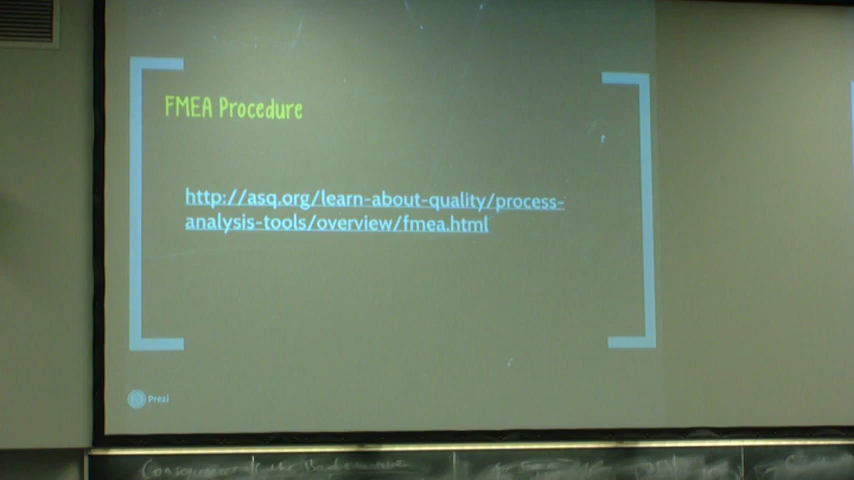 FMEA Procedure
http://asq.org/learn-about-quality/process-
analysis-tools/overview/fmea.html
Prezi